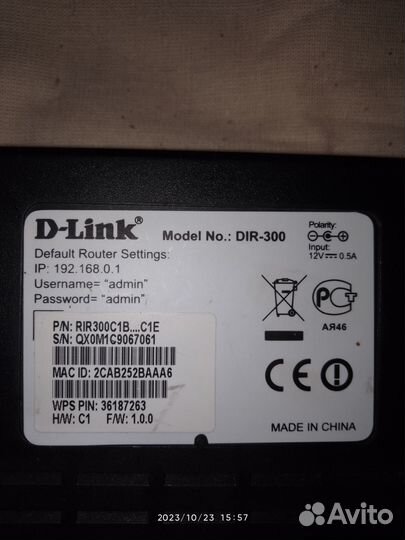 D-Link®
Model No.: DIR-300
Default Router Settings:
IP: 192.168.0.1
Username= "admin"
Password= "admin"
Polarity:
Input:
12V 0.5A
P/N: RIR300C1B....C1E
S/N: QX0M1C9067061
MAC ID: 2CAB252BAAA6
WPS PIN: 36187263
H/W: C1 F/W: 1.0.0
РСТ
АЯ46
CE
MADE IN CHINA
2023/10/23 15:57
Avito